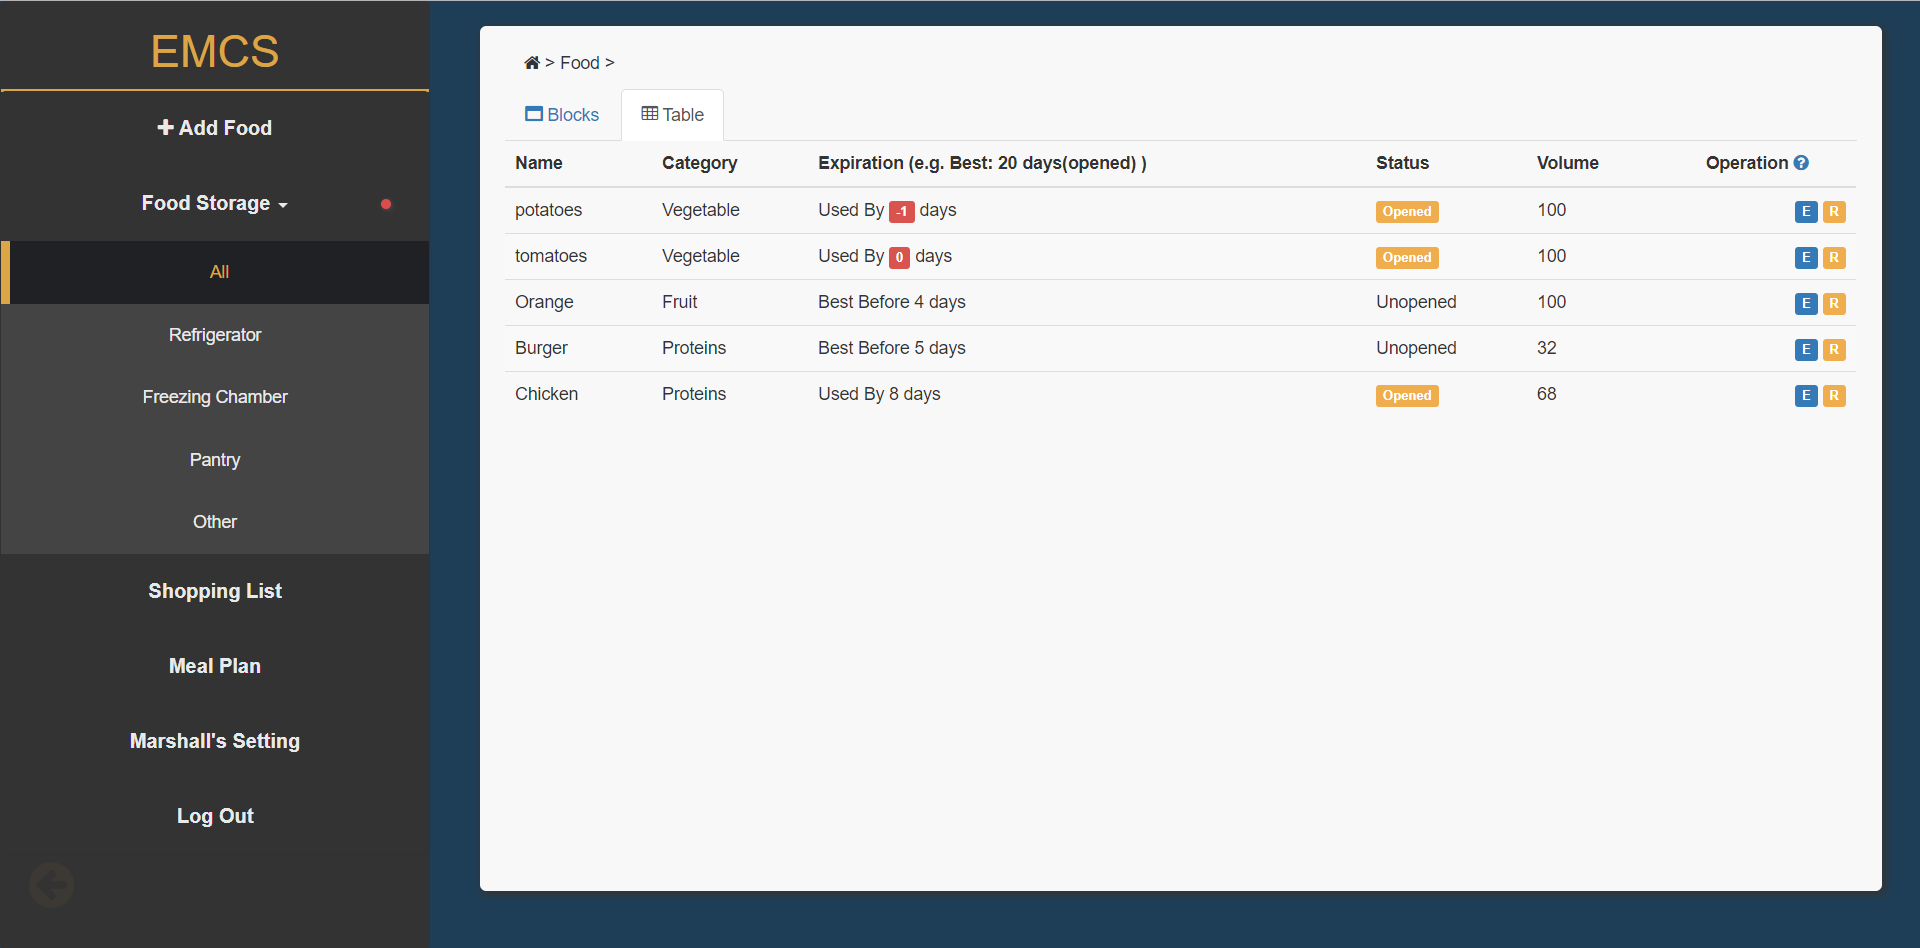 EMCS
Add Food
Food Storage
All
Refrigerator
Freezing Chamber
Pantry
Other
Shopping List
Meal Plan
Marshall's Setting
Log Out
> Food >
Blocks Table
Name Category Expiration (e.g. Best: 20 days(opened) ) Status Volume Operation ?
potatoes Vegetable Used By -1 days Opened 100 E R
tomatoes Vegetable Used By 0 days Opened 100 E R
Orange Fruit Best Before 4 days Unopened 100 E R
Burger Proteins Best Before 5 days Unopened 32 E R
Chicken Proteins Used By 8 days Opened 68 E R